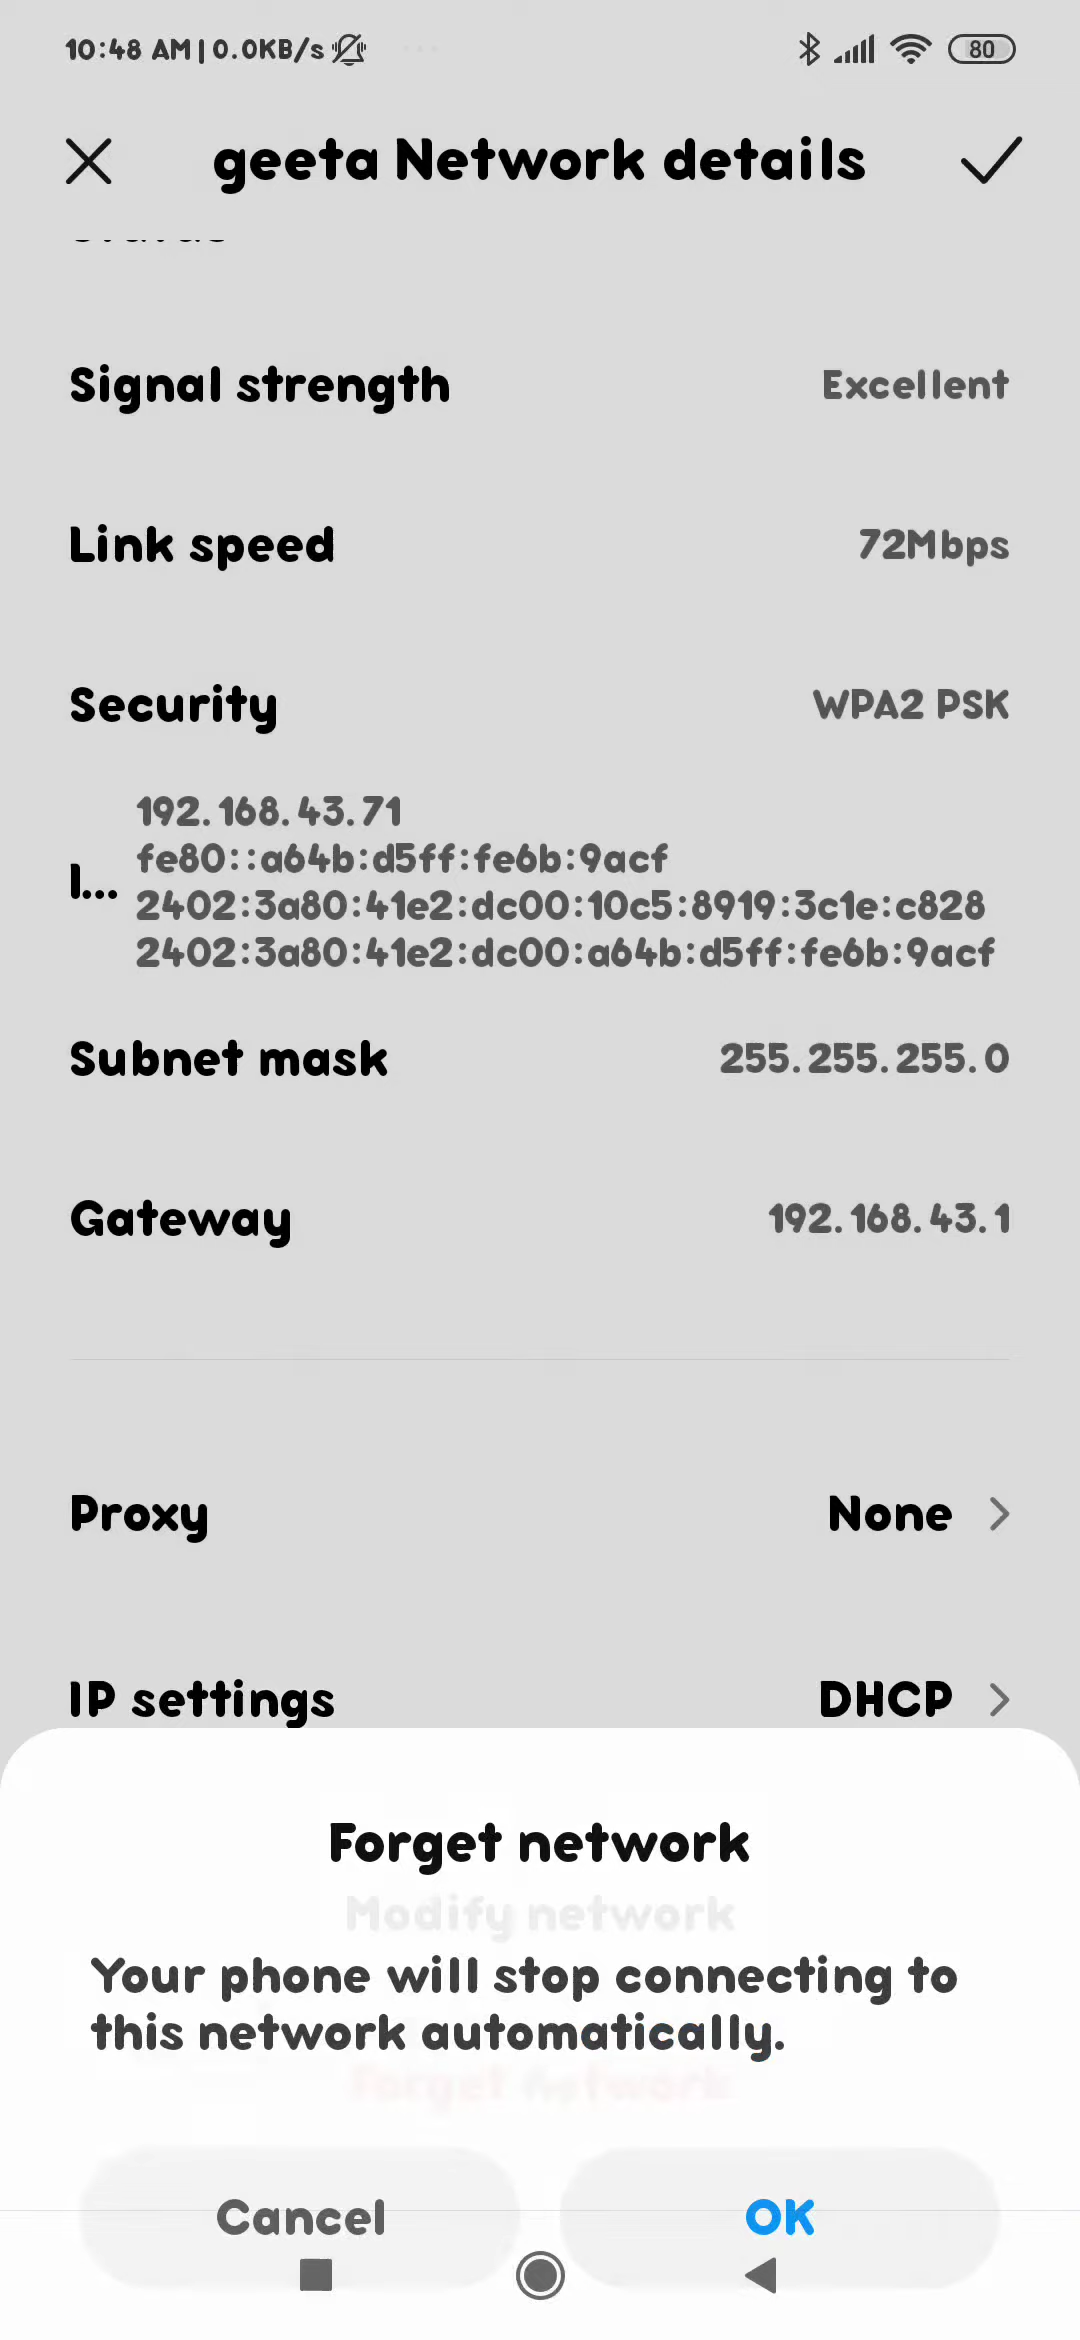 10:48 AM | 0.0KB/s
80
geeta Network details
Signal strength
Excellent
Link speed
72Mbps
Security
WPA2 PSK
I...
192.168.43.71
fe80::a64b:d5ff:fe6b:9acf
2402:3a80:41e2:dc00:10c5:8919:3c1e:c828
2402:3a80:41e2:dc00:a64b:d5ff:fe6b:9acf
Subnet mask
255.255.255.0
Gateway
192.168.43.1
Proxy
None
IP settings
DHCP
Forget network
Modify network
Your phone will stop connecting to
this network automatically.
Forget network
Cancel
OK